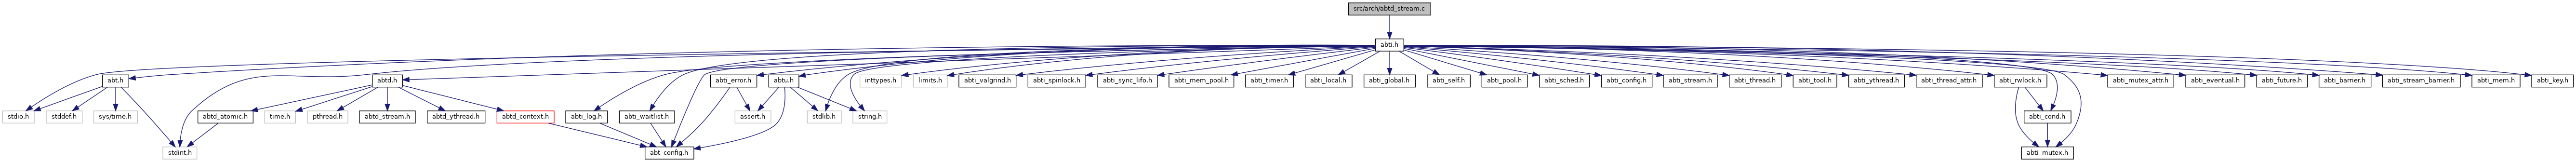 src/arch/abtd_stream.c
abti.h
abt.h
abtd.h
abti_error.h
abtu.h
inttypes.h
limits.h
abti_valgrind.h
abti_spinlock.h
abti_sync_lifo.h
abti_mem_pool.h
abti_timer.h
abti_local.h
abti_global.h
abti_self.h
abti_pool.h
abti_sched.h
abti_config.h
abti_stream.h
abti_thread.h
abti_tool.h
abti_ythread.h
abti_thread_attr.h
abti_rwlock.h
abti_mutex_attr.h
abti_eventual.h
abti_future.h
abti_barrier.h
abti_stream_barrier.h
abti_mem.h
abti_key.h
stdio.h
stddef.h
sys/time.h
abtd_atomic.h
time.h
pthread.h
abtd_stream.h
abtd_ythread.h
abtd_context.h
abti_log.h
abti_waitlist.h
assert.h
stdlib.h
string.h
abti_cond.h
stdint.h
abt_config.h
abti_mutex.h